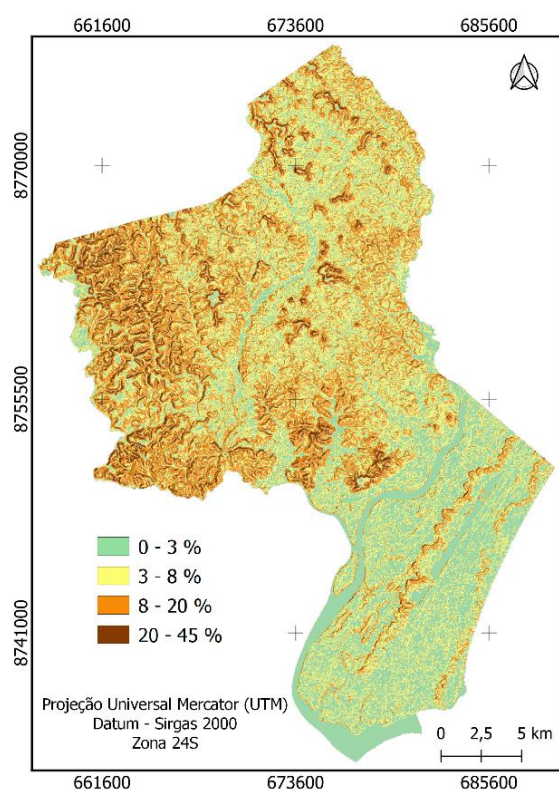 661600 673600 685600
8770000
8755500
8741000
0 - 3 %
3 - 8 %
8 - 20 %
20 - 45 %
Projeção Universal Mercator (UTM)
Datum - Sirgas 2000
Zona 24S
0 2,5 5 km
661600 673600 685600